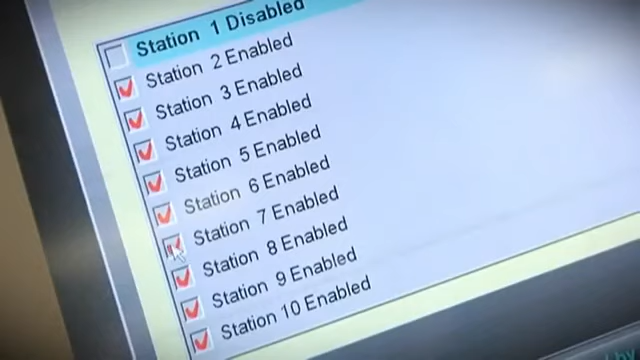 Station 1 Disabled
Station 2 Enabled
Station 3 Enabled
Station 4 Enabled
Station 5 Enabled
Station 6 Enabled
Station 7 Enabled
Station 8 Enabled
Station 9 Enabled
Station 10 Enabled